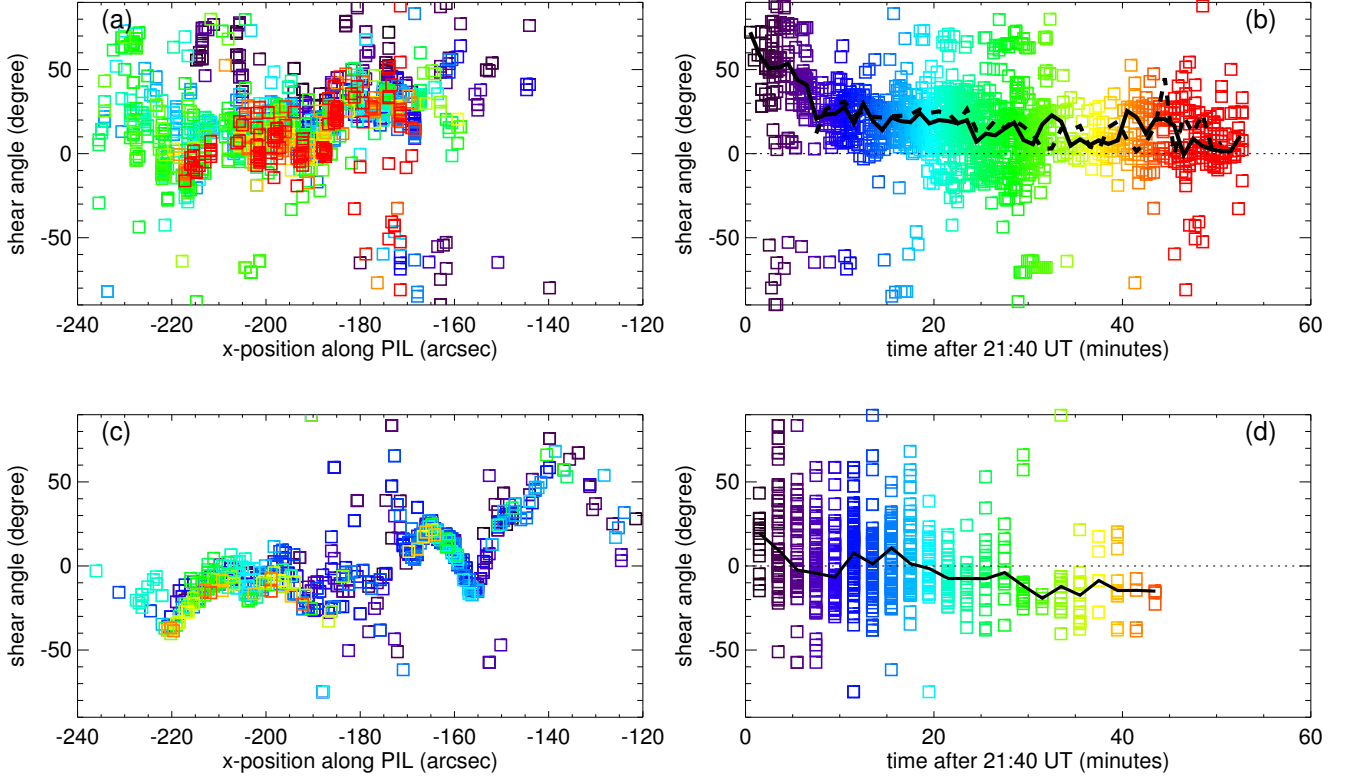 (a)
shear angle (degree)
50
0
-50
-240 -220 -200 -180 -160 -140 -120
x-position along PIL (arcsec)
(b)
shear angle (degree)
50
0
-50
0 20 40 60
time after 21:40 UT (minutes)
(c)
shear angle (degree)
50
0
-50
-240 -220 -200 -180 -160 -140 -120
x-position along PIL (arcsec)
(d)
shear angle (degree)
50
0
-50
0 20 40 60
time after 21:40 UT (minutes)